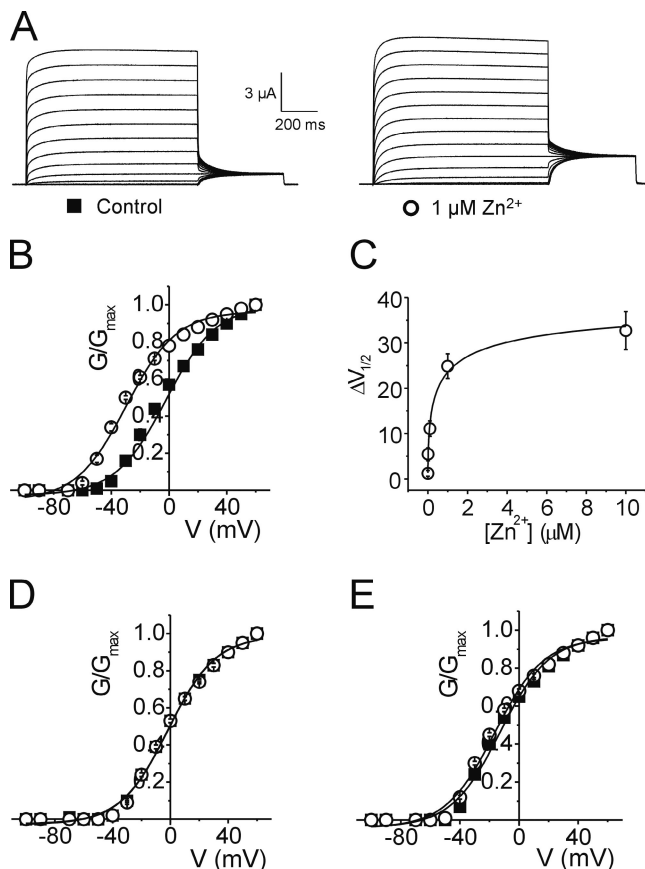 A
3 µA
200 ms
Control
1 µM Zn²⁺
B
G/Gmax
1.0
0.8
0.6
0.4
0.2
-80 -40 0 40
V (mV)
C
ΔV1/2
40
30
20
10
0
0 2 4 6 8 10
[Zn²⁺] (µM)
D
G/Gmax
1.0
0.8
0.6
0.4
0.2
-80 -40 0 40
V (mV)
E
G/Gmax
1.0
0.8
0.6
0.4
0.2
-80 -40 0 40
V (mV)